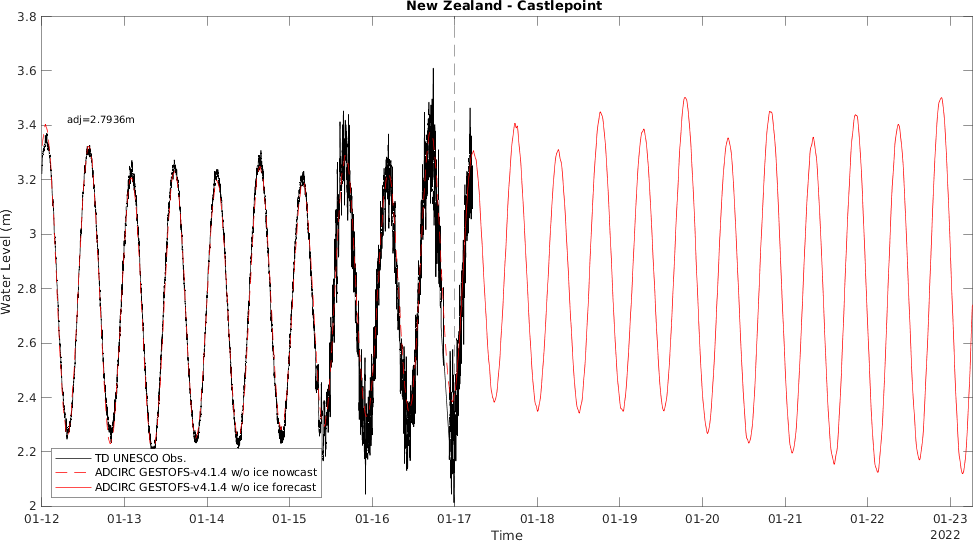 New Zealand - Castlepoint
3.8
3.6
3.4
3.2
3
2.8
2.6
2.4
2.2
2
Water Level (m)
adj=2.7936m
TD UNESCO Obs.
ADCIRC GESTOFS-v4.1.4 w/o ice nowcast
ADCIRC GESTOFS-v4.1.4 w/o ice forecast
01-12 01-13 01-14 01-15 01-16 01-17 01-18 01-19 01-20 01-21 01-22 01-23
Time
2022